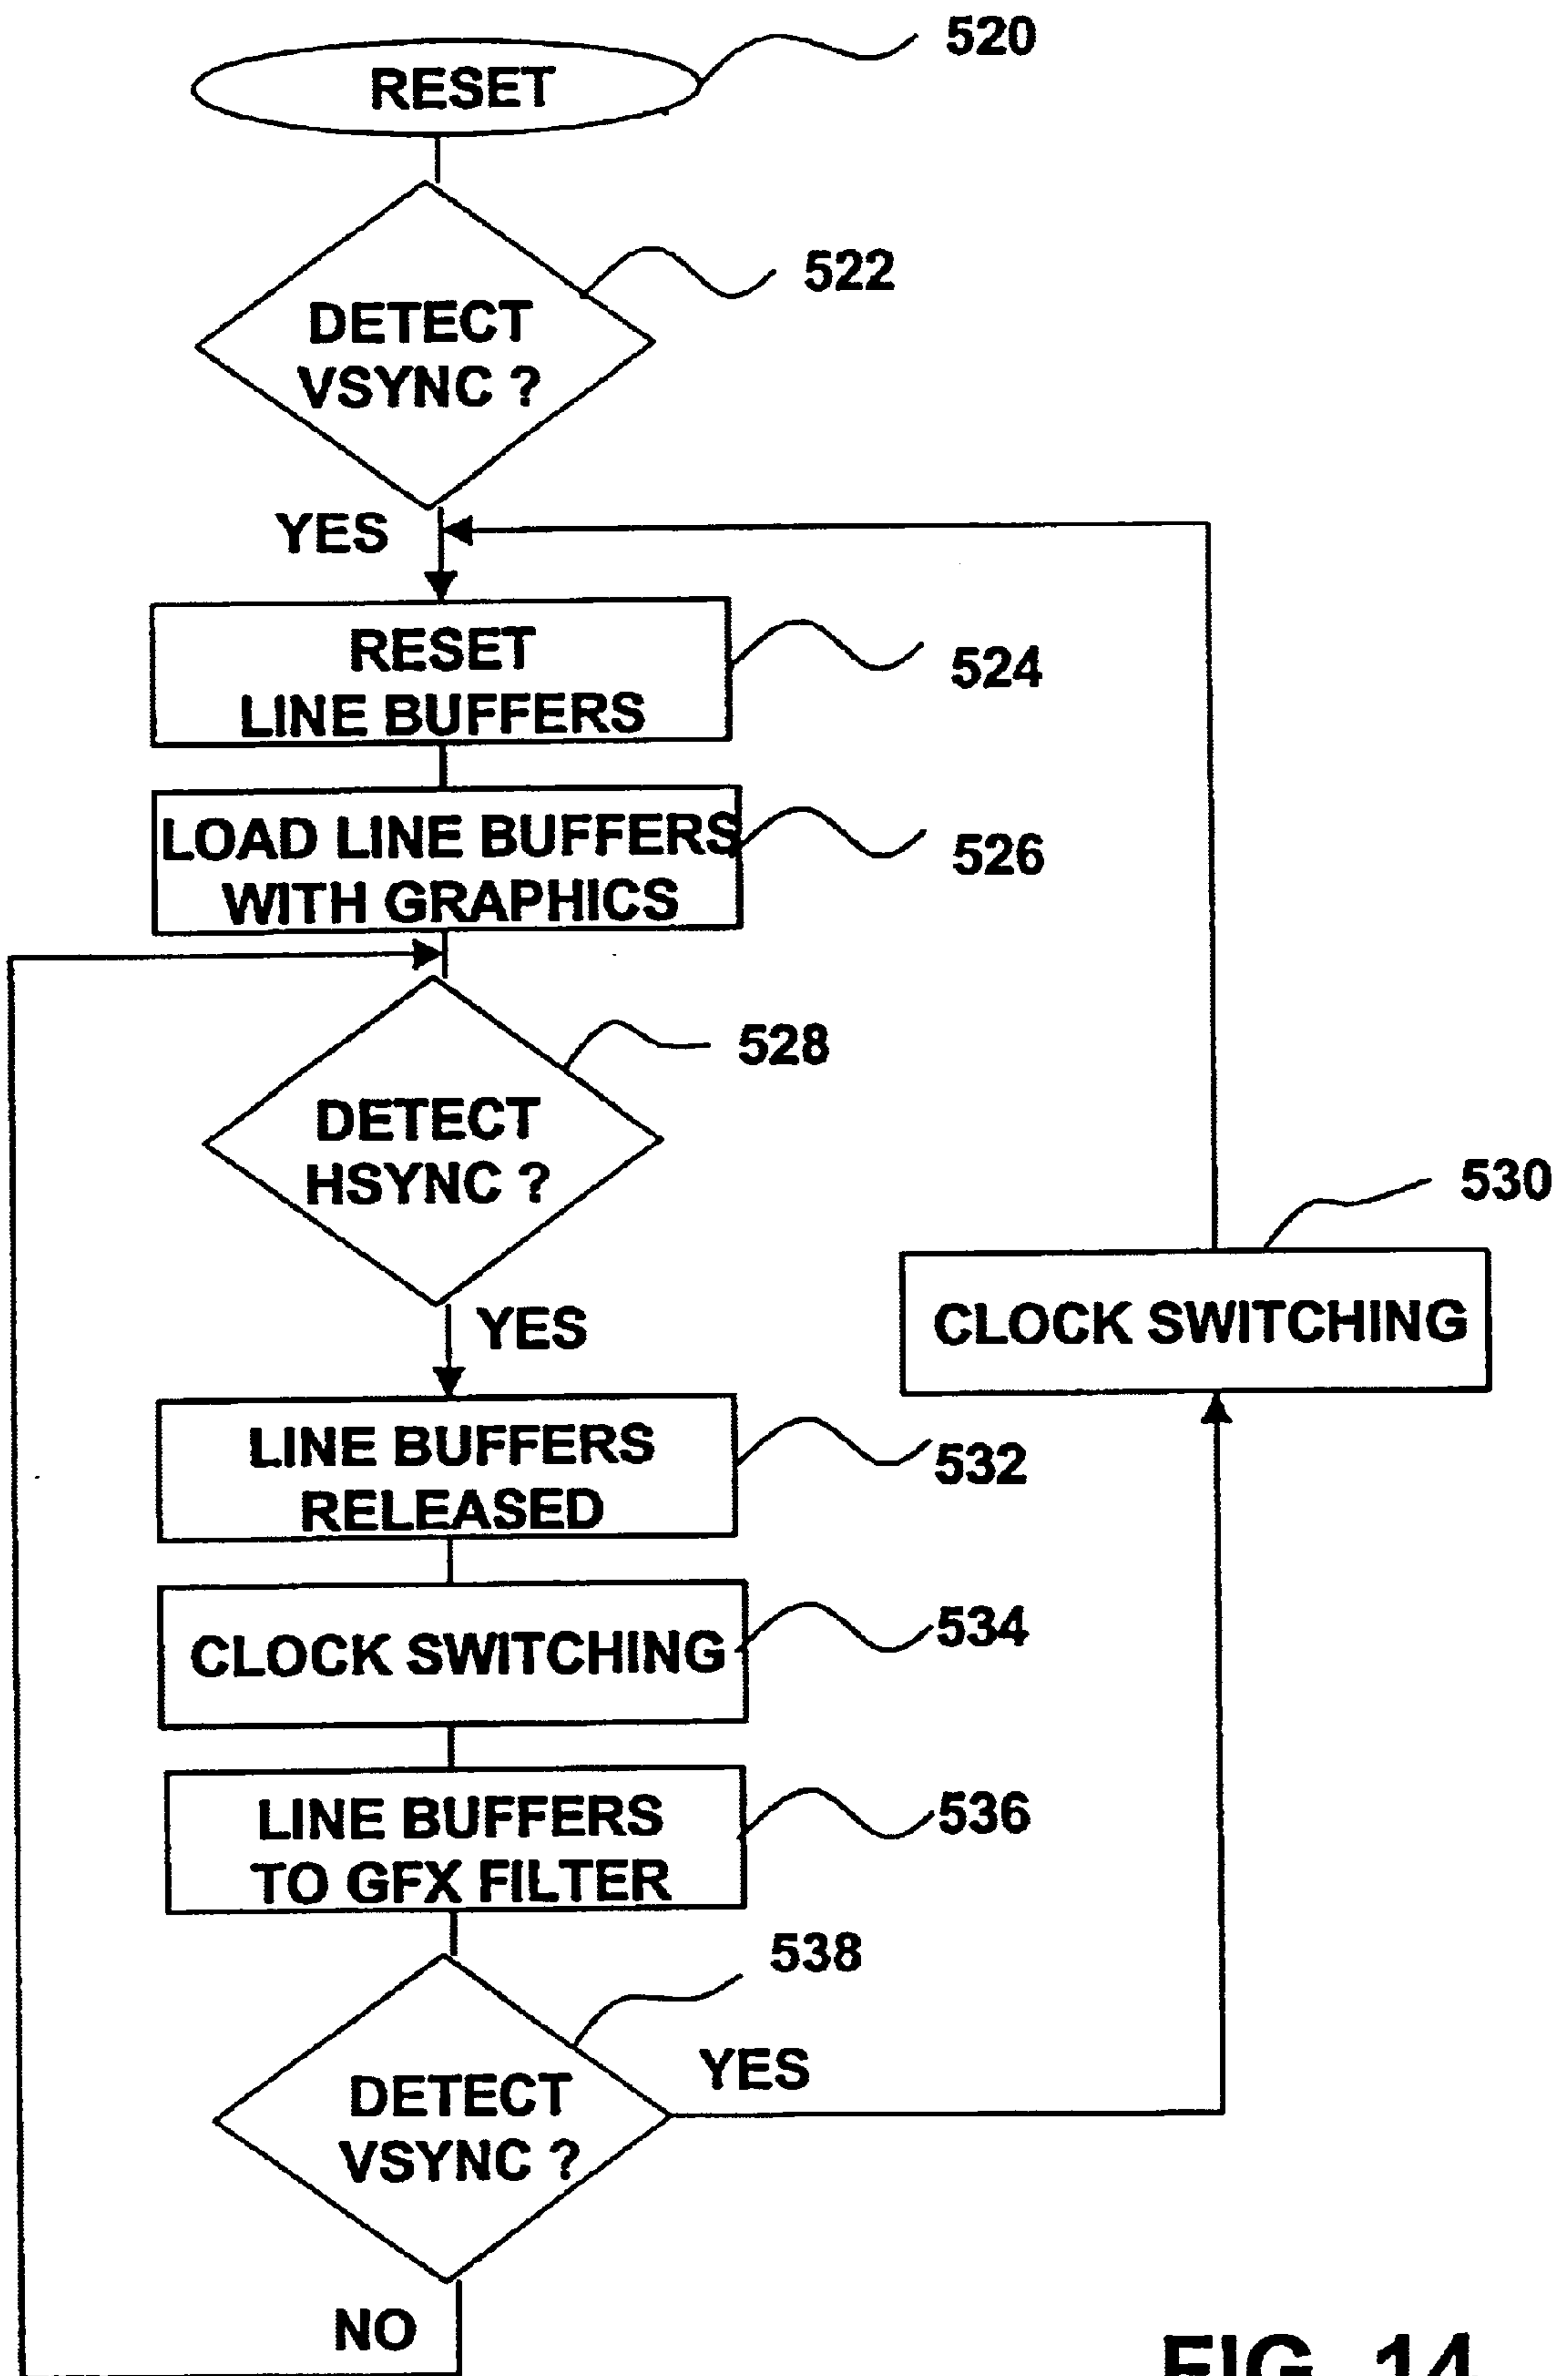 RESET
520
DETECT
VSYNC ?
522
YES
RESET
LINE BUFFERS
524
LOAD LINE BUFFERS
WITH GRAPHICS
526
DETECT
HSYNC ?
528
YES
530
CLOCK SWITCHING
LINE BUFFERS
RELEASED
532
CLOCK SWITCHING
534
LINE BUFFERS
TO GFX FILTER
536
DETECT
VSYNC ?
538
YES
NO
FIG. 14